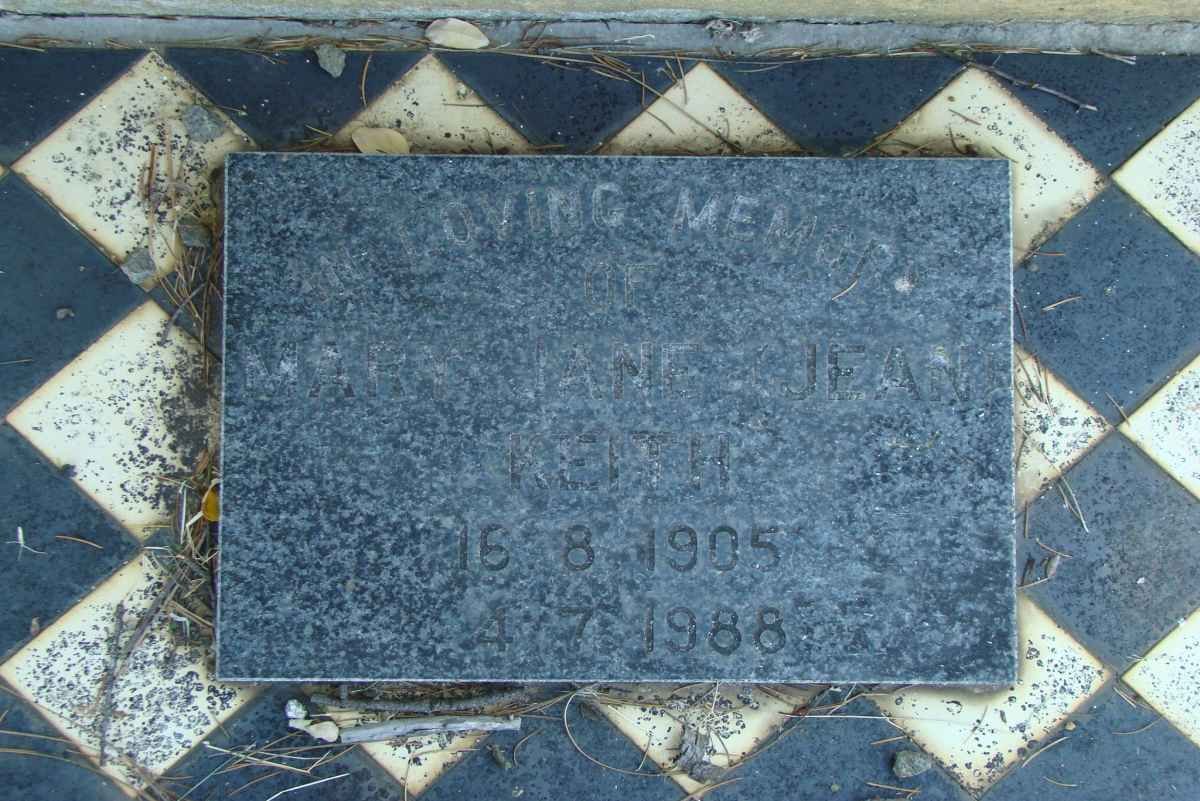 IN LOVING MEMORY
OF
MARY JANE (JEAN)
KEITH
16 8 1905
4 7 1988